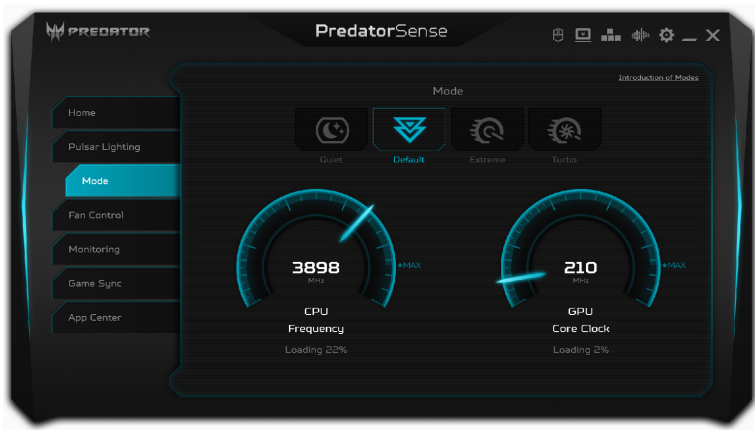 PREDATOR
PredatorSense
Introduction of Modes
Mode
Home
Pulsar Lighting
Mode
Fan Control
Monitoring
Game Sync
App Center
Quiet
Default
Extreme
Turbo
3898
MHz
MAX
CPU
Frequency
Loading 22%
210
MHz
MAX
GPU
Core Clock
Loading 2%